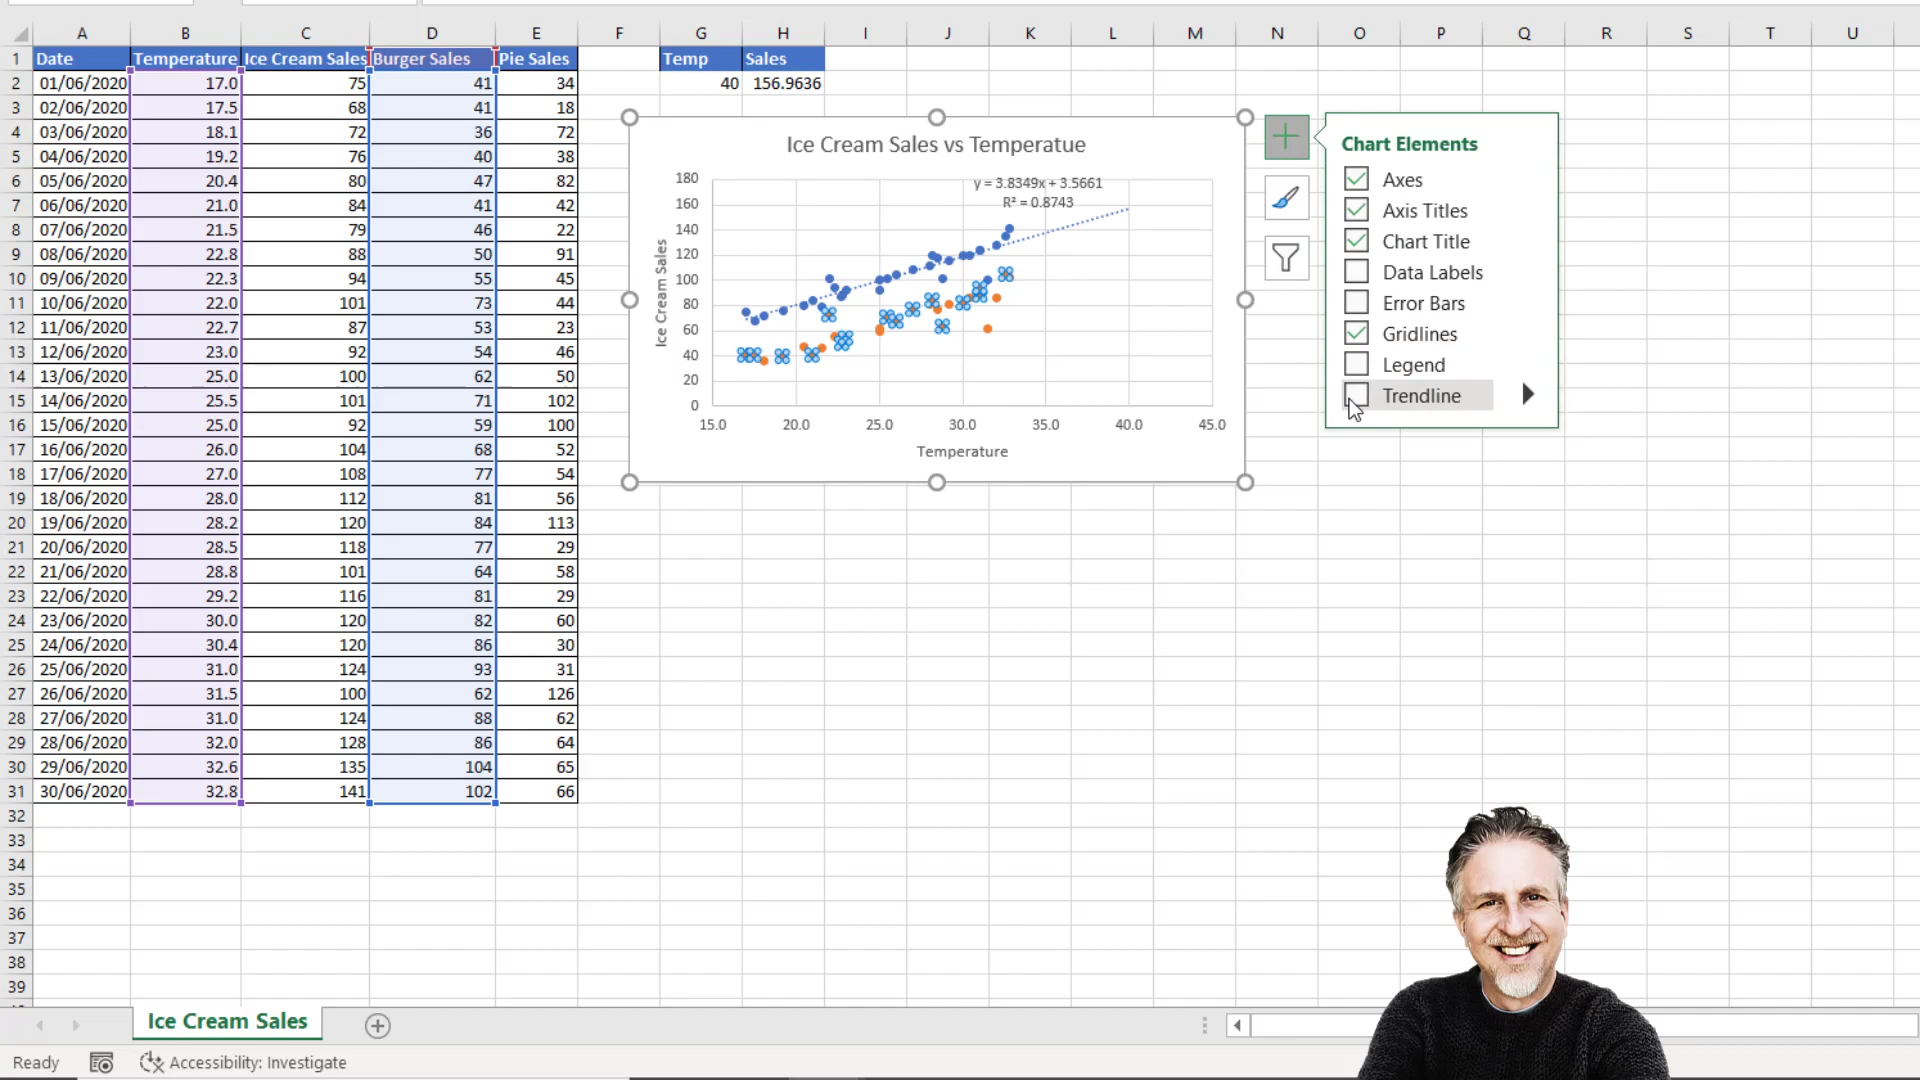 A B C D E F G H I J K L M N O P Q R S T U
1 Date Temperature Ice Cream Sales Burger Sales Pie Sales Temp Sales
2 01/06/2020 17.0 75 41 34 40 156.9636
3 02/06/2020 17.5 68 41 18
4 03/06/2020 18.1 72 36 72
5 04/06/2020 19.2 76 40 38
6 05/06/2020 20.4 80 47 82
7 06/06/2020 21.0 84 41 42
8 07/06/2020 21.5 79 46 22
9 08/06/2020 22.8 88 50 91
10 09/06/2020 22.3 94 55 45
11 10/06/2020 22.0 101 73 44
12 11/06/2020 22.7 87 53 23
13 12/06/2020 23.0 92 54 46
14 13/06/2020 25.0 100 62 50
15 14/06/2020 25.5 101 71 102
16 15/06/2020 25.0 92 59 100
17 16/06/2020 26.0 104 68 52
18 17/06/2020 27.0 108 77 54
19 18/06/2020 28.0 112 81 56
20 19/06/2020 28.2 120 84 113
21 20/06/2020 28.5 118 77 29
22 21/06/2020 28.8 101 64 58
23 22/06/2020 29.2 116 81 29
24 23/06/2020 30.0 120 82 60
25 24/06/2020 30.4 120 86 30
26 25/06/2020 31.0 124 93 31
27 26/06/2020 31.5 100 62 126
28 27/06/2020 31.0 124 88 62
29 28/06/2020 32.0 128 86 64
30 29/06/2020 32.6 135 104 65
31 30/06/2020 32.8 141 102 66
32
33
34
35
36
37
38
39
Ice Cream Sales vs Temperatue
y = 3.8349x + 3.5661
R² = 0.8743
180
160
140
120
100
80
60
40
20
0
Ice Cream Sales
15.0 20.0 25.0 30.0 35.0 40.0 45.0
Temperature
Chart Elements
Axes
Axis Titles
Chart Title
Data Labels
Error Bars
Gridlines
Legend
Trendline
Ice Cream Sales
Ready Accessibility: Investigate